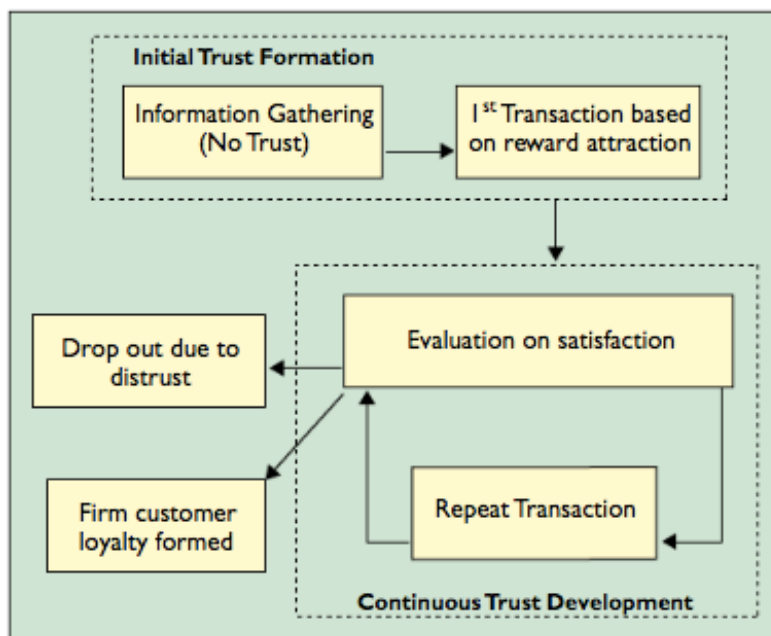 Initial Trust Formation
Information Gathering
(No Trust)
1st Transaction based
on reward attraction
Evaluation on satisfaction
Drop out due to
distrust
Repeat Transaction
Firm customer
loyalty formed
Continuous Trust Development